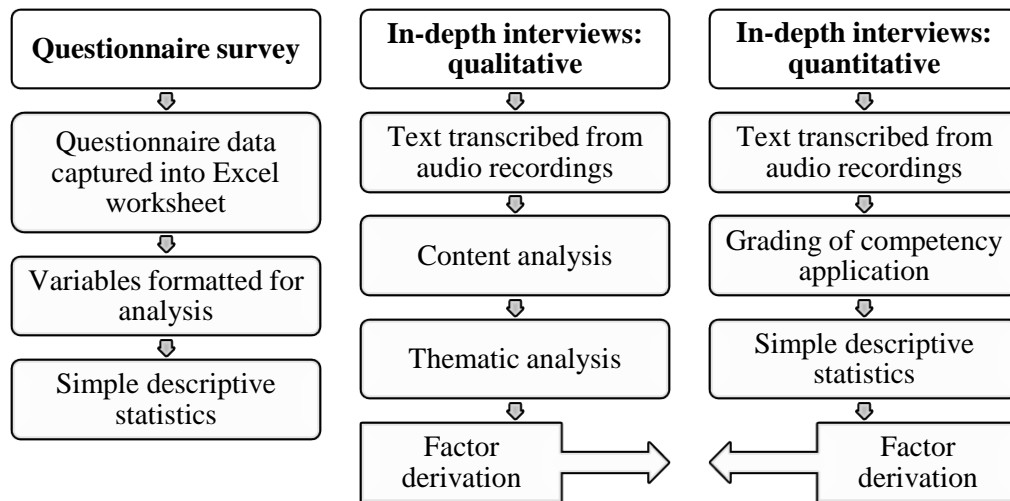 Questionnaire survey
Questionnaire data
captured into Excel
worksheet
Variables formatted for
analysis
Simple descriptive
statistics
In-depth interviews:
qualitative
Text transcribed from
audio recordings
Content analysis
Thematic analysis
Factor
derivation
In-depth interviews:
quantitative
Text transcribed from
audio recordings
Grading of competency
application
Simple descriptive
statistics
Factor
derivation